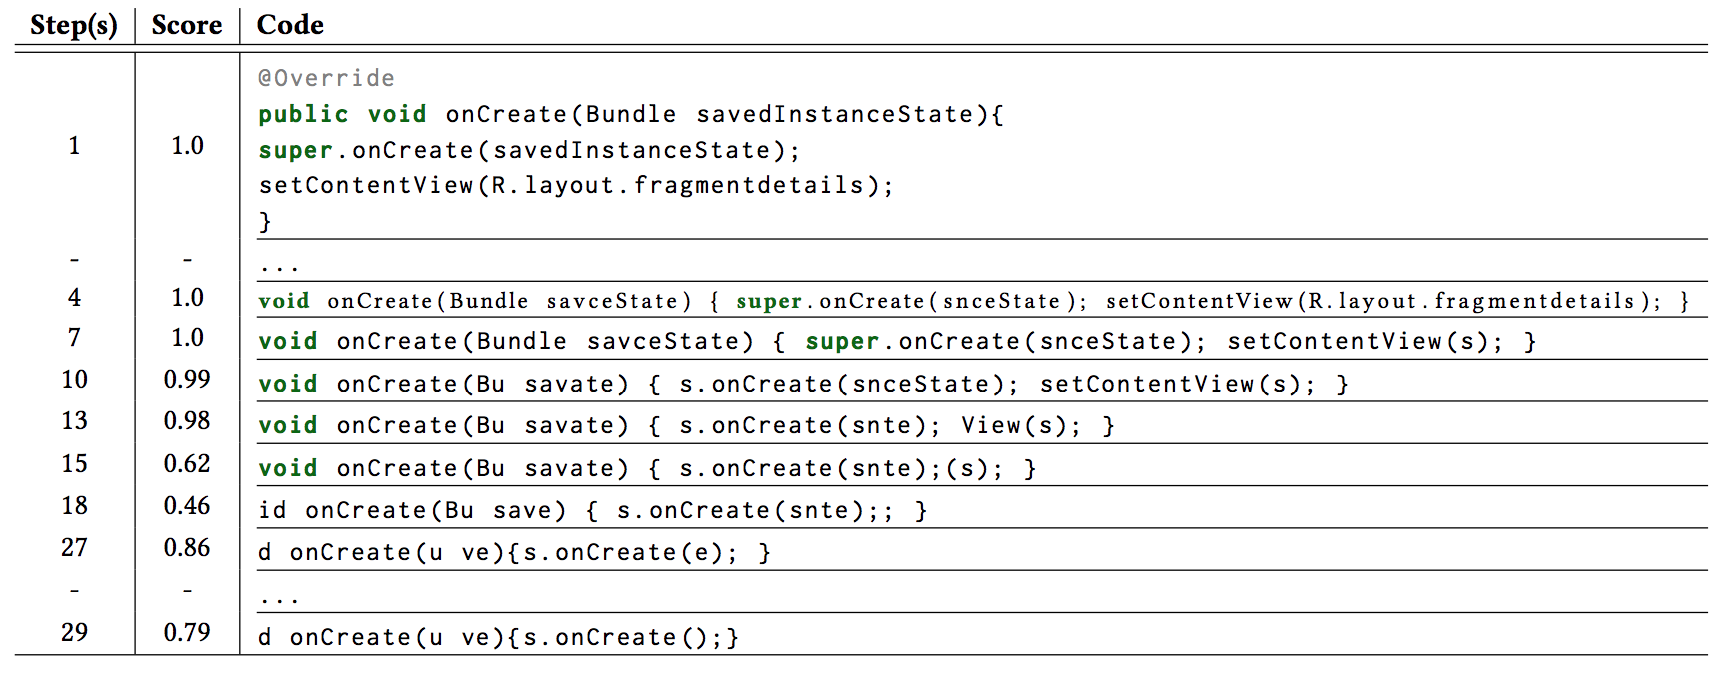 Step(s) Score Code
@Override
public void onCreate(Bundle savedInstanceState){
1 1.0 super.onCreate(savedInstanceState);
setContentView(R.layout.fragmentdetails);
}
- - ...
4 1.0 void onCreate(Bundle savceState) { super.onCreate(snceState); setContentView(R.layout.fragmentdetails); }
7 1.0 void onCreate(Bundle savceState) { super.onCreate(snceState); setContentView(s); }
10 0.99 void onCreate(Bu savate) { s.onCreate(snceState); setContentView(s); }
13 0.98 void onCreate(Bu savate) { s.onCreate(snte); View(s); }
15 0.62 void onCreate(Bu savate) { s.onCreate(snte);(s); }
18 0.46 id onCreate(Bu save) { s.onCreate(snte);; }
27 0.86 d onCreate(u ve){s.onCreate(e); }
- - ...
29 0.79 d onCreate(u ve){s.onCreate();}